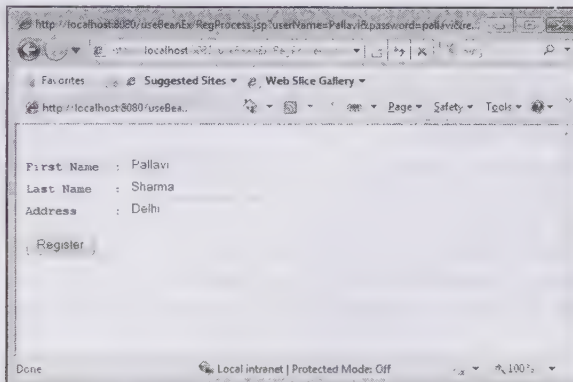 http://localhost:8080/useBeanEx/RegProcess.jsp?userName=Pallavi&password=pallavi&re..
localhost
Favorites Suggested Sites Web Slice Gallery
http://localhost:8080/useBea.. Page Safety Tools
First Name : Pallavi
Last Name : Sharma
Address : Delhi
Register
Done Local intranet | Protected Mode: Off 100%